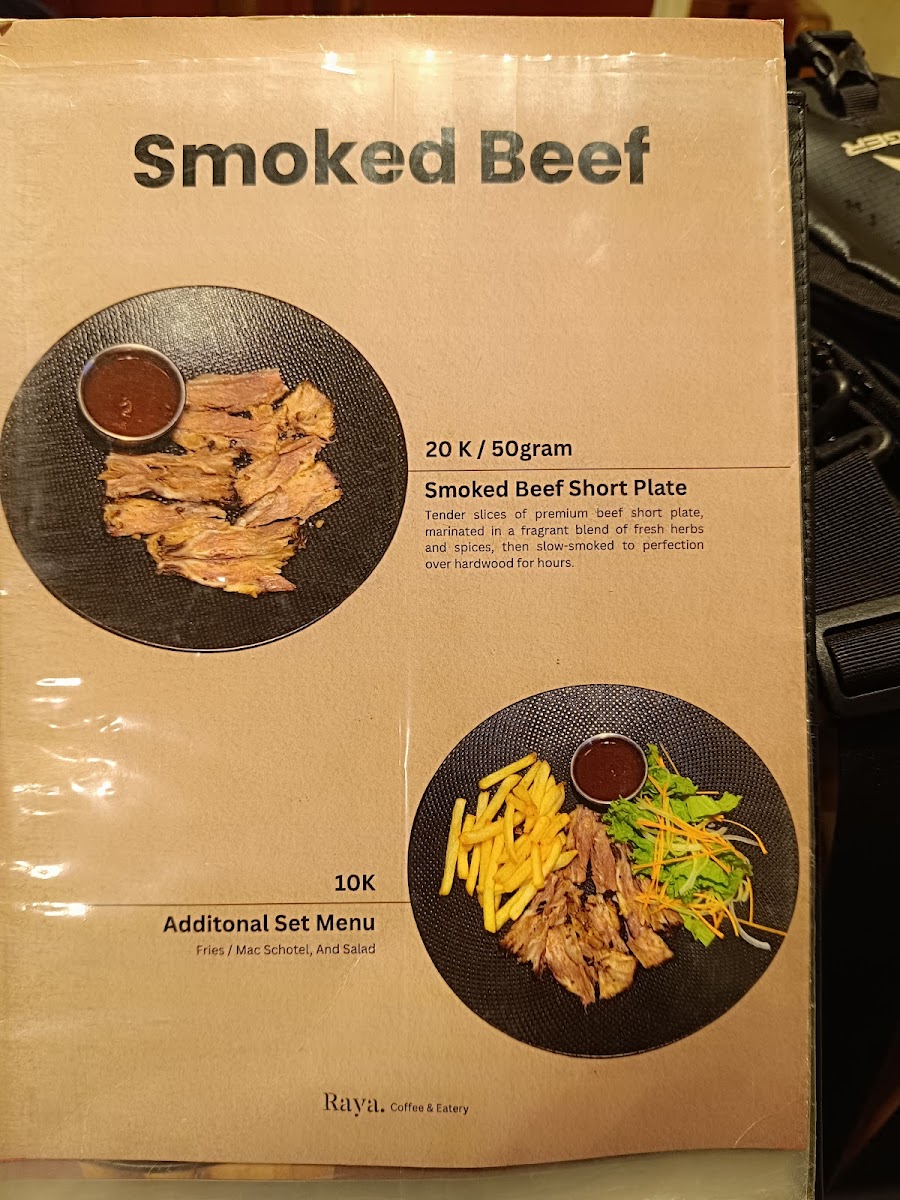 Smoked Beef
20 K / 50gram
Smoked Beef Short Plate
Tender slices of premium beef short plate,
marinated in a fragrant blend of fresh herbs
and spices, then slow-smoked to perfection
over hardwood for hours.
10K
Additonal Set Menu
Fries / Mac Schotel, And Salad
Raya. Coffee & Eatery